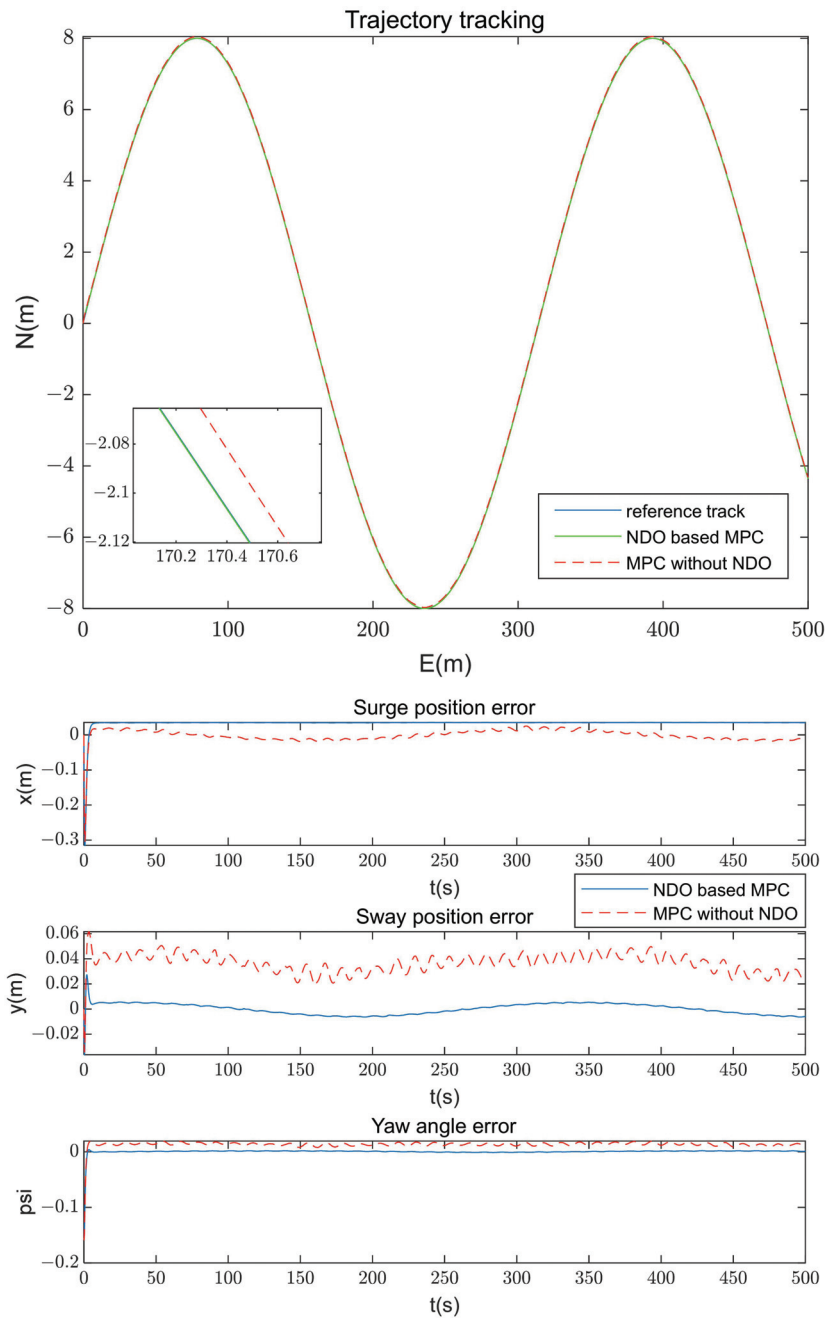 Trajectory tracking
8
6
4
2
0
−2
−4
−6
−8
N(m)
−2.08
−2.1
−2.12
170.2 170.4 170.6
reference track
NDO based MPC
MPC without NDO
0 100 200 300 400 500
E(m)
Surge position error
0
−0.1
−0.2
−0.3
x(m)
0 50 100 150 200 250 300 350 400 450 500
t(s)
NDO based MPC
MPC without NDO
Sway position error
0.06
0.04
0.02
0
−0.02
y(m)
0 50 100 150 200 250 300 350 400 450 500
t(s)
Yaw angle error
0
−0.1
−0.2
psi
0 50 100 150 200 250 300 350 400 450 500
t(s)